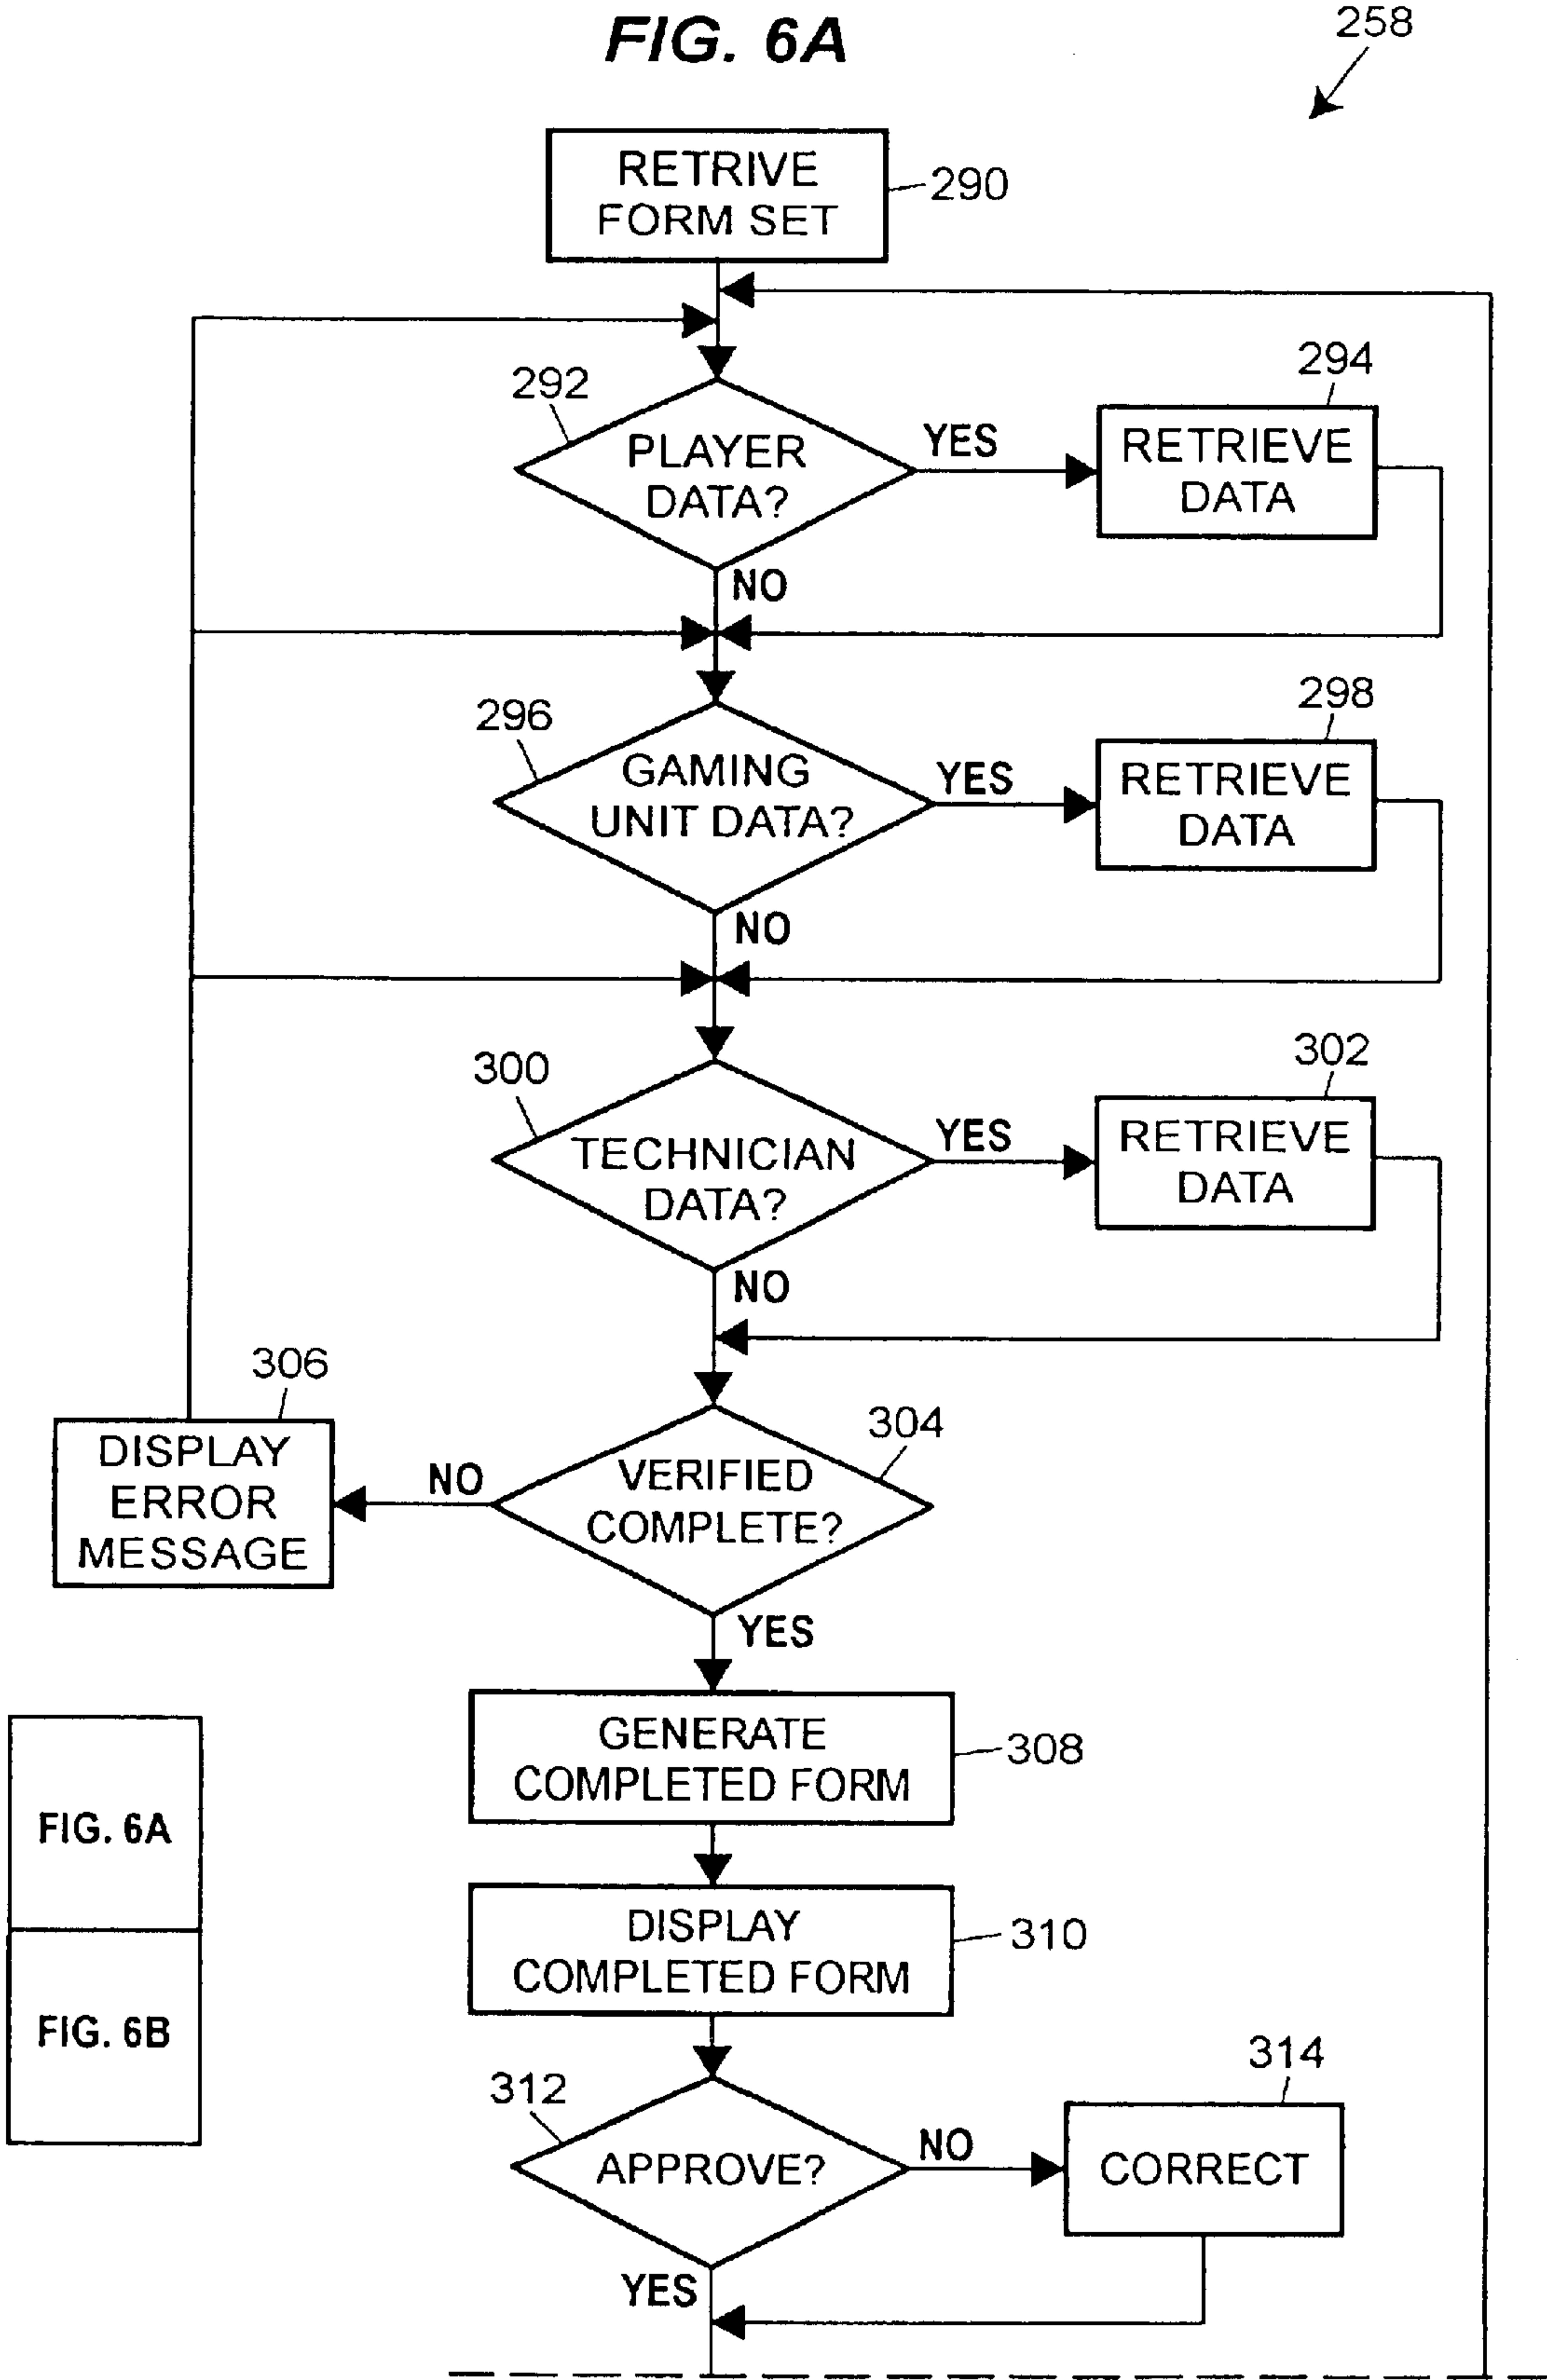 FIG. 6A
258
RETRIVE
FORM SET
290
292
PLAYER
DATA?
YES
294
RETRIEVE
DATA
NO
296
GAMING
UNIT DATA?
YES
298
RETRIEVE
DATA
NO
300
TECHNICIAN
DATA?
YES
302
RETRIEVE
DATA
NO
306
DISPLAY
ERROR
MESSAGE
NO
304
VERIFIED
COMPLETE?
YES
GENERATE
COMPLETED FORM
308
FIG. 6A
DISPLAY
COMPLETED FORM
310
FIG. 6B
312
APPROVE?
NO
314
CORRECT
YES